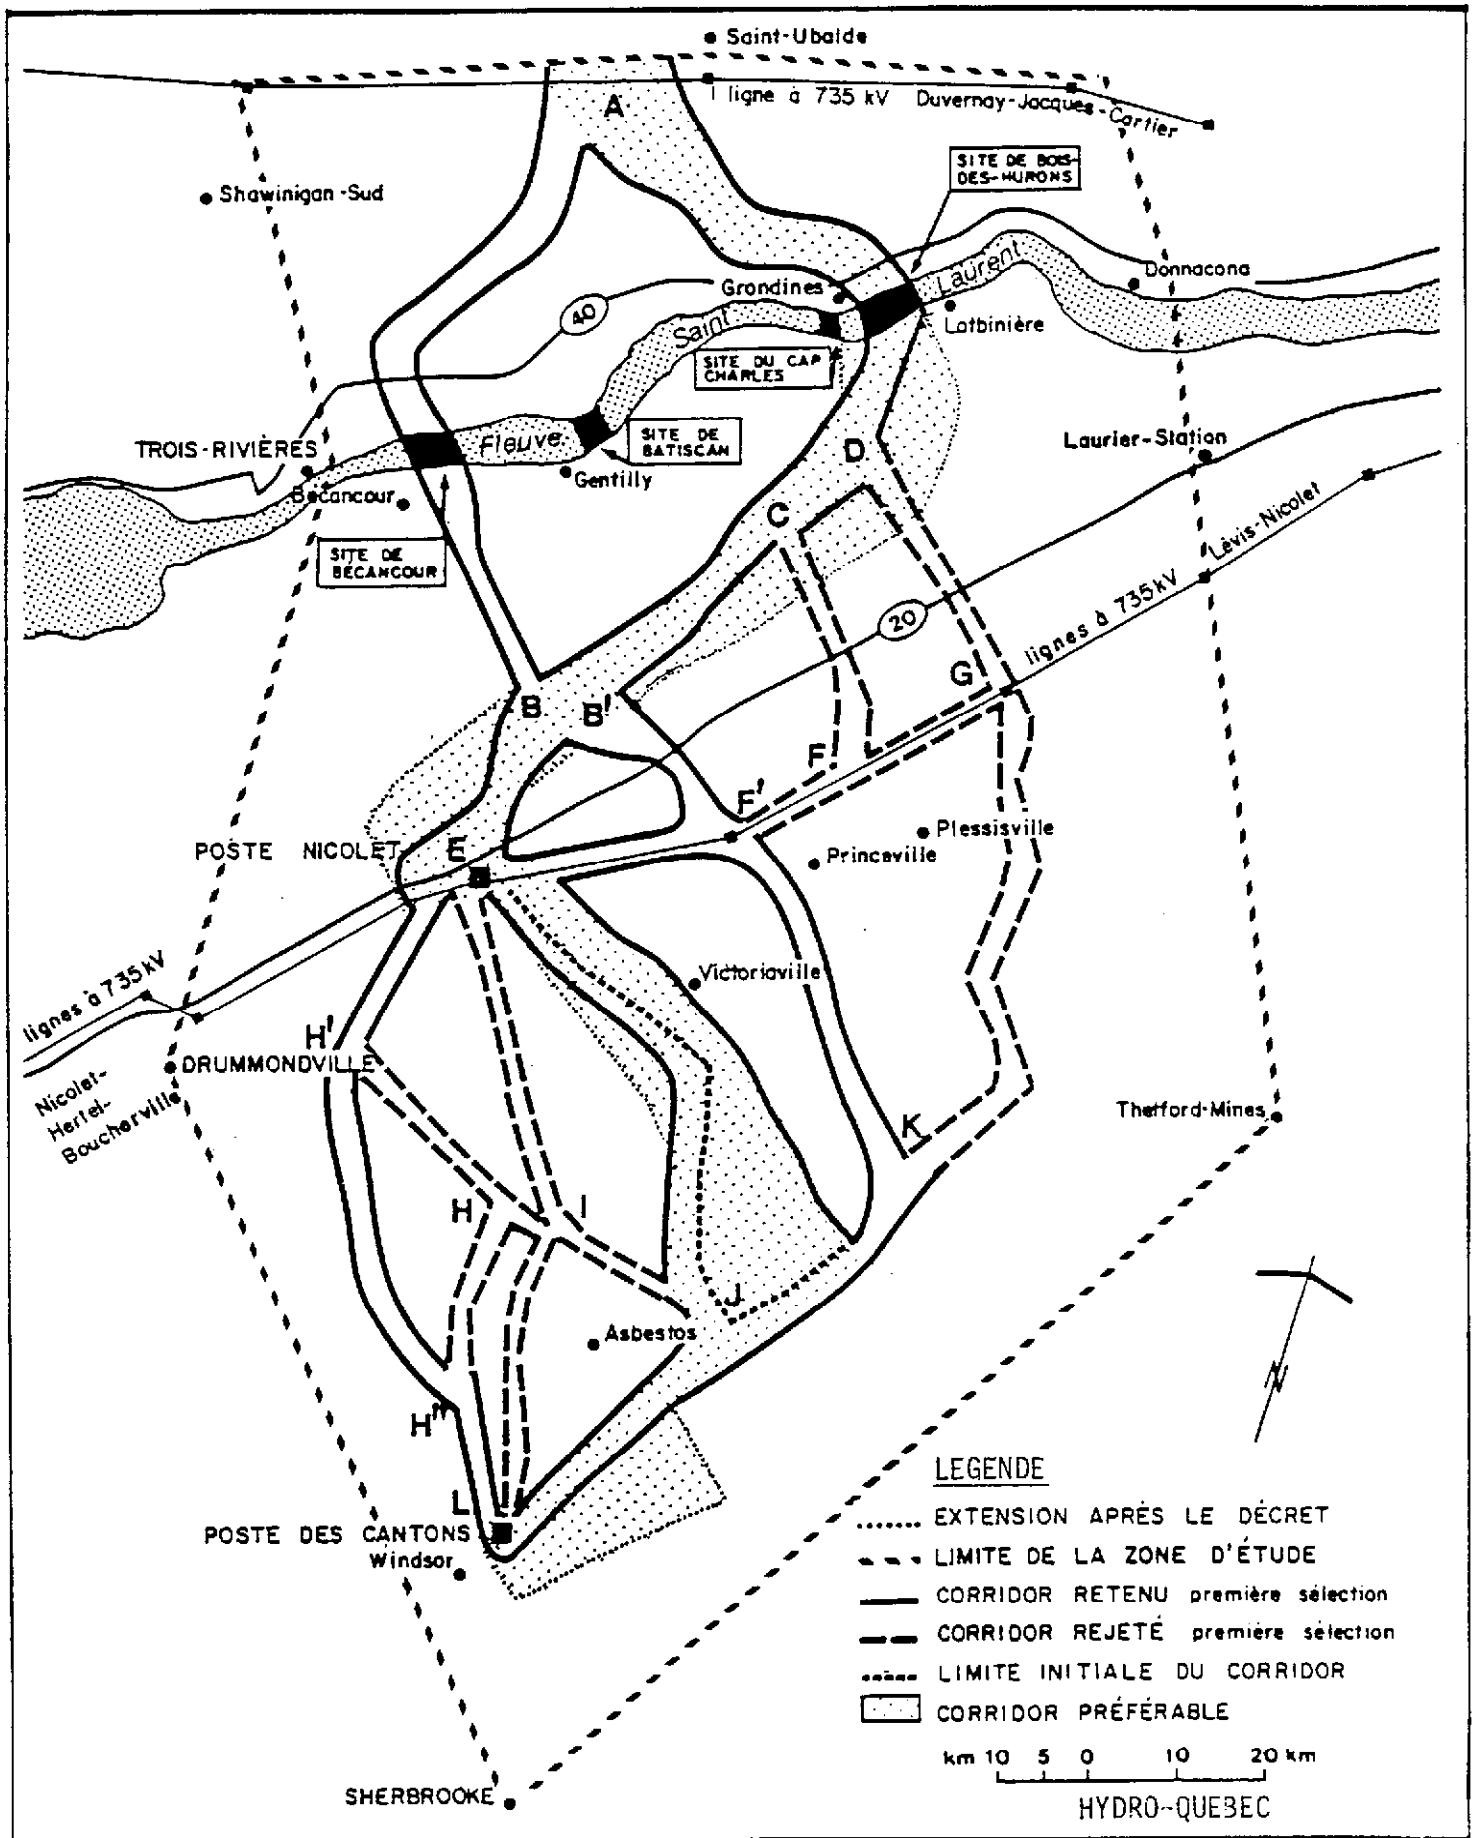 Saint-Ubalde
A
1 ligne à 735 kV Duvernay-Jacques-Cartier
SITE DE BOIS-
DES-HURONS
Shawinigan-Sud
Donnacona
Grondines
Laurent
Lotbinière
40
Saint
SITE DU CAP
CHARLES
TROIS-RIVIÈRES
Fleuve
SITE DE
BATISCAN
D
Laurier-Station
Gentilly
Bécancour
C
Lévis-Nicolet
SITE DE
BÉCANCOUR
lignes à 735kV
20
G
B
B'
F
F'
POSTE NICOLET
E
Plessisville
Princeville
Victoriaville
lignes à 735kV
H'
DRUMMONDVILLE
Nicolet-
Hertel-
Boucherville
Thetford-Mines
K
H
I
J
Asbestos
N
H"
L
POSTE DES CANTONS
Windsor
SHERBROOKE
LEGENDE
EXTENSION APRÈS LE DÉCRET
LIMITE DE LA ZONE D'ÉTUDE
CORRIDOR RETENU première sélection
CORRIDOR REJETÉ première sélection
LIMITE INITIALE DU CORRIDOR
CORRIDOR PRÉFÉRABLE
km 10 5 0 10 20 km
HYDRO-QUEBEC